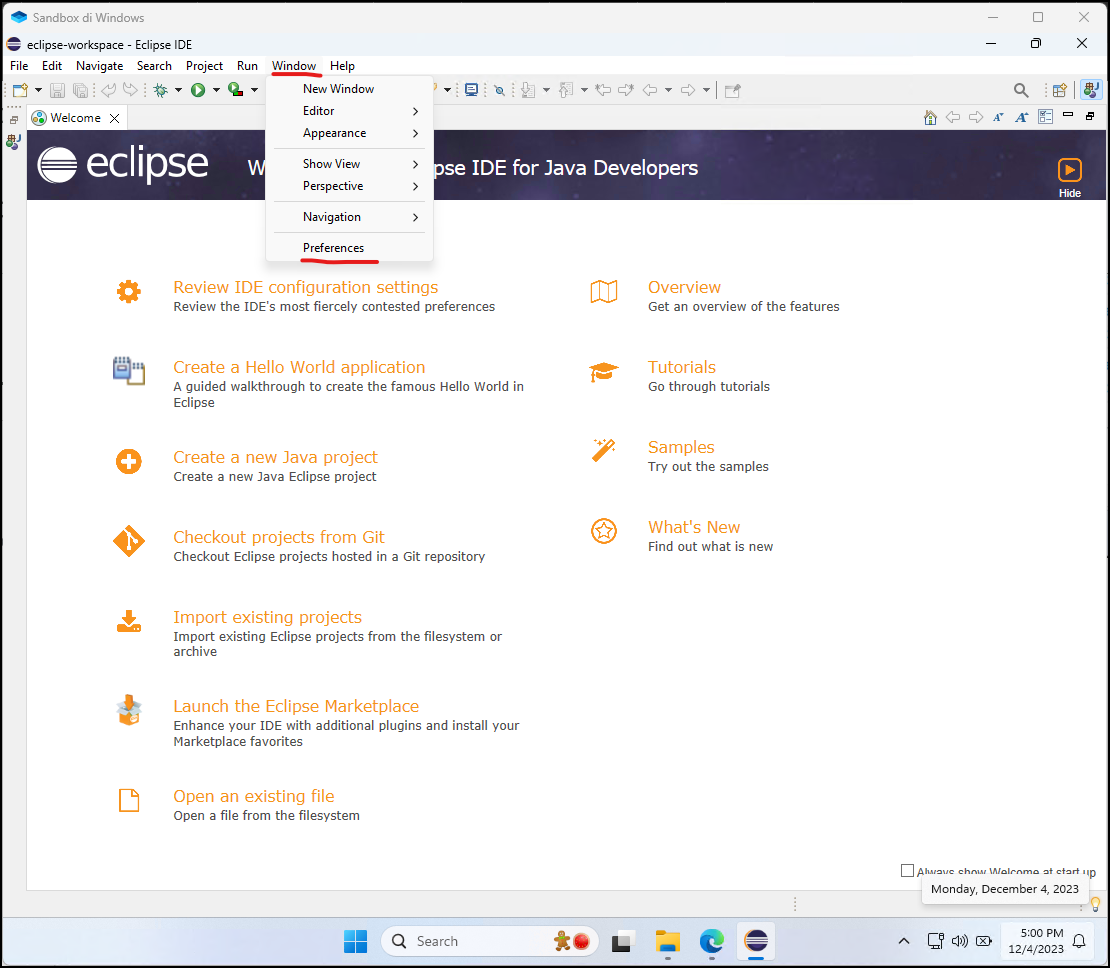 Sandbox di Windows
eclipse-workspace - Eclipse IDE
File Edit Navigate Search Project Run Window Help
New Window
Editor
Appearance
Show View
Perspective
Navigation
Preferences
Welcome
eclipse W pse IDE for Java Developers
Hide
Review IDE configuration settings
Review the IDE's most fiercely contested preferences
Create a Hello World application
A guided walkthrough to create the famous Hello World in
Eclipse
Create a new Java project
Create a new Java Eclipse project
Checkout projects from Git
Checkout Eclipse projects hosted in a Git repository
Import existing projects
Import existing Eclipse projects from the filesystem or
archive
Launch the Eclipse Marketplace
Enhance your IDE with additional plugins and install your
Marketplace favorites
Open an existing file
Open a file from the filesystem
Overview
Get an overview of the features
Tutorials
Go through tutorials
Samples
Try out the samples
What's New
Find out what is new
Always show Welcome at start up
Monday, December 4, 2023
Search
5:00 PM
12/4/2023